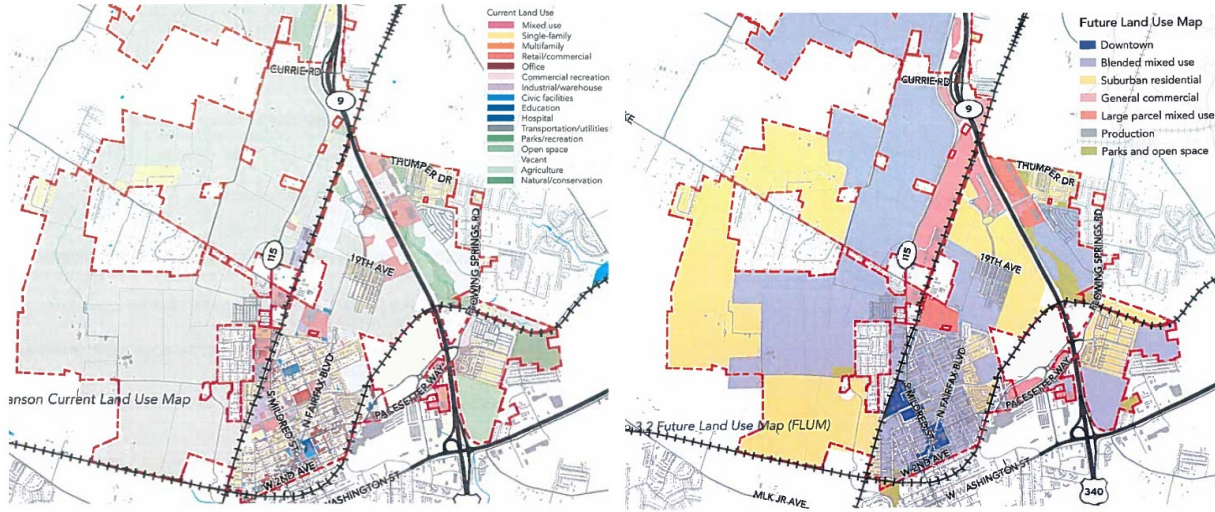 Current Land Use
Mixed use
Single-family
Multifamily
Retail/commercial
Office
Commercial recreation
Industrial/warehouse
Civic facilities
Education
Hospital
Transportation/utilities
Parks/recreation
Open space
Vacant
Agriculture
Natural/conservation
CURRIE RD
9
THUMPER DR
FLOWING SPRINGS RD
115
19TH AVE
N FAIRFAX BLVD
S MILDRED ST
PACESETTER WAY
W 2ND AVE
WASHINGTON ST
anson Current Land Use Map
Future Land Use Map
Downtown
Blended mixed use
Suburban residential
General commercial
Large parcel mixed use
Production
Parks and open space
CURRIE RD
KE
9
THUMPER DR
FLOWING SPRINGS RD
115
19TH AVE
N FAIRFAX BLVD
S MILDRED ST
PACESETTER WAY
3.2 Future Land Use Map (FLUM)
W 2ND AVE
W WASHINGTON ST
MLK JR AVE
340